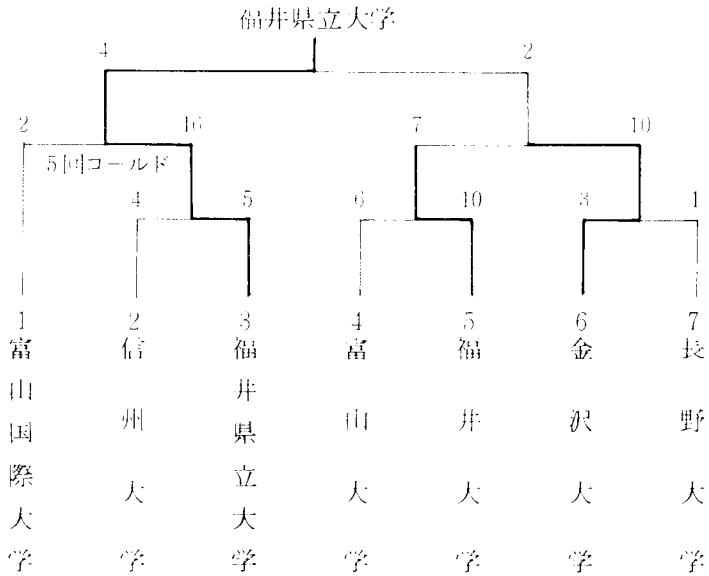 福井県立大学
4 2
2 16 7 10
5回コールド
4 5 6 10 3 1
1 2 3 4 5 6 7
富山国際大学
信州大学
福井県立大学
富山大学
福井大学
金沢大学
長野大学